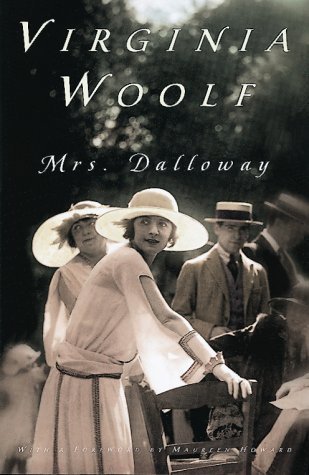 VIRGINIA
WOOLF
Mrs. Dalloway
WITH A FOREWORD BY MAUREEN HOWARD